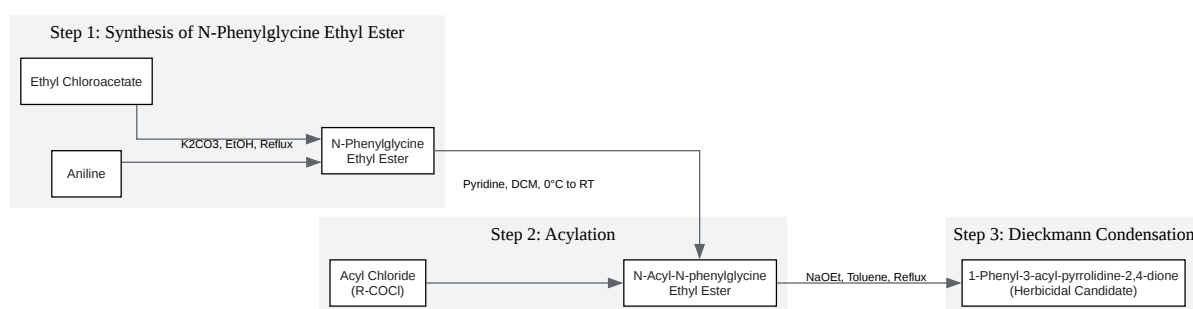 Step 1: Synthesis of N-Phenylglycine Ethyl Ester
Ethyl Chloroacetate
K2CO3, EtOH, Reflux
N-Phenylglycine
Ethyl Ester
Aniline
Pyridine, DCM, 0°C to RT
Step 2: Acylation
Acyl Chloride
(R-COCl)
N-Acyl-N-phenylglycine
Ethyl Ester
NaOEt, Toluene, Reflux
Step 3: Dieckmann Condensation
1-Phenyl-3-acyl-pyrrolidine-2,4-dione
(Herbicidal Candidate)